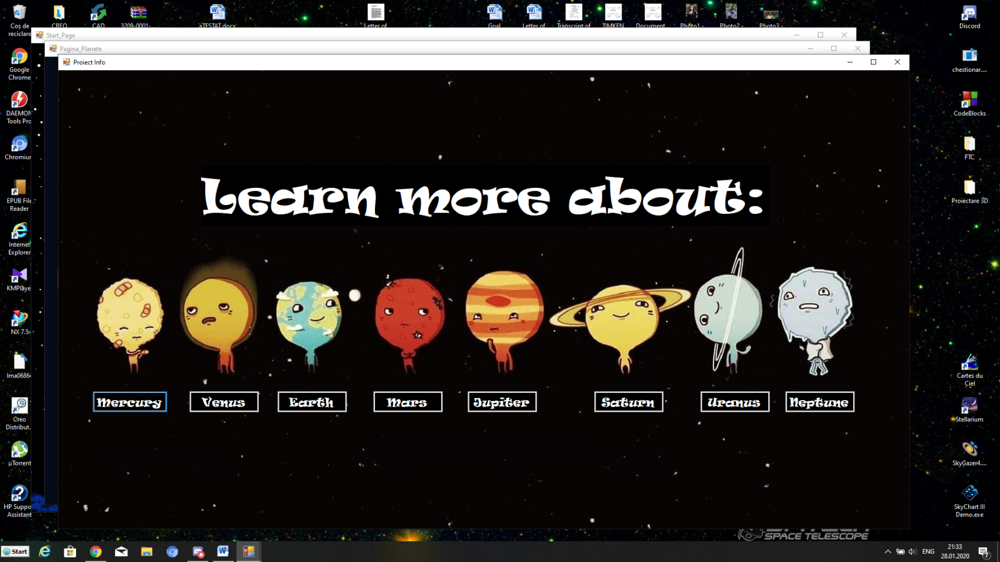 Coș de
reciclare
CREO
CAD
3209-0001-...
aTESTAT.docx
Letter of
Goal
Letter of
Transcript of
TIMKEN
Document...
Photo1 -
Photo2 -
Photo3 -
Discord
Start_Page
Pagina_Planete
Proiect Info
Google
Chrome
DAEMON
Tools Pro
Chromium
EPUB File
Reader
Internet
Explorer
KMPlaye
NX 7.5
Ima0686
Creo
Distribut...
µTorrent
HP Suppo
Assistant
chestionar....
CodeBlocks
FTC
Proiectare 3D
Cartes du
Ciel
Stellarium
SkyGazer4....
SkyChart III
Demo.exe
Learn more about:
Mercury
Venus
Earth
Mars
Jupiter
Saturn
Uranus
Neptune
SPACE TELESCOPE
Start
ENG
21:33
28.01.2020
7